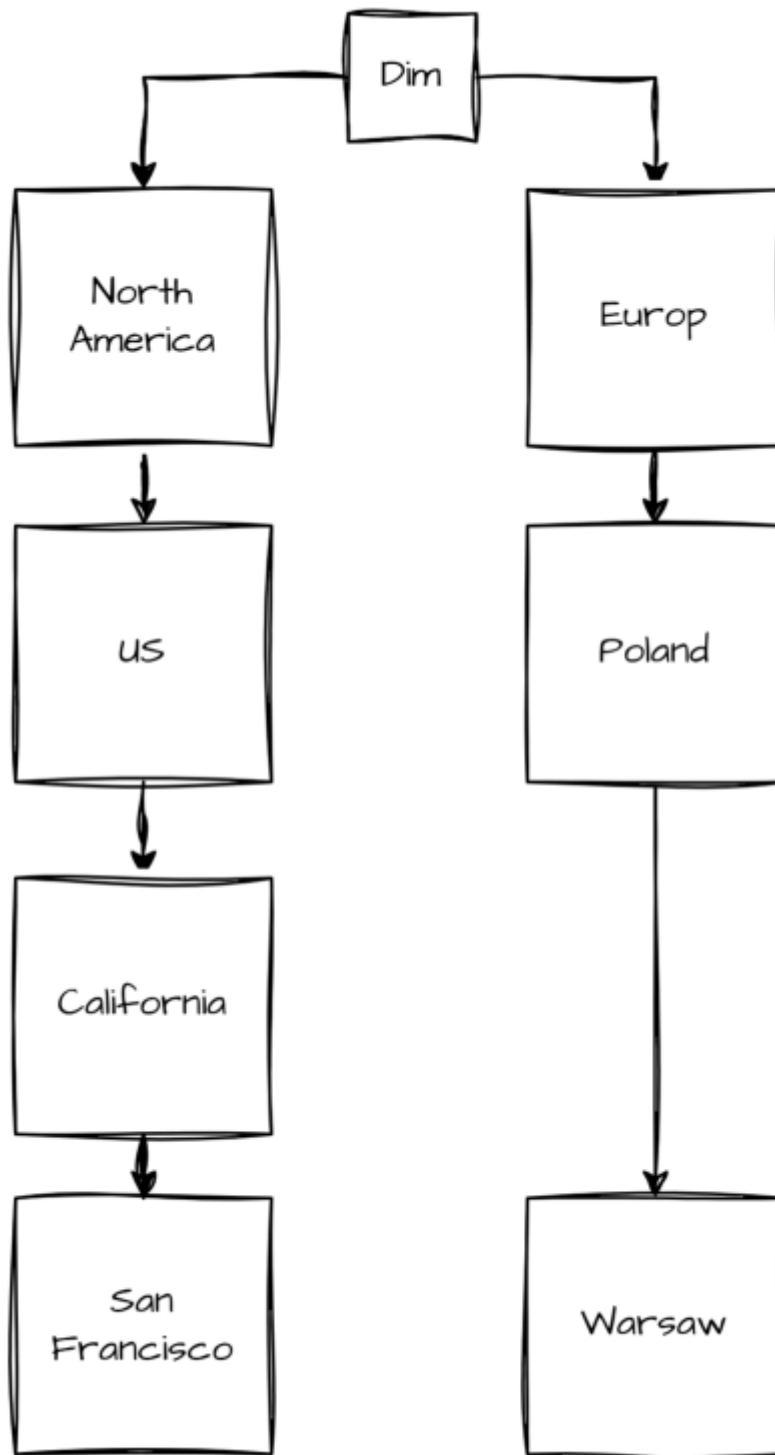 Dim
North
America
Europ
US
Poland
California
San
Francisco
Warsaw